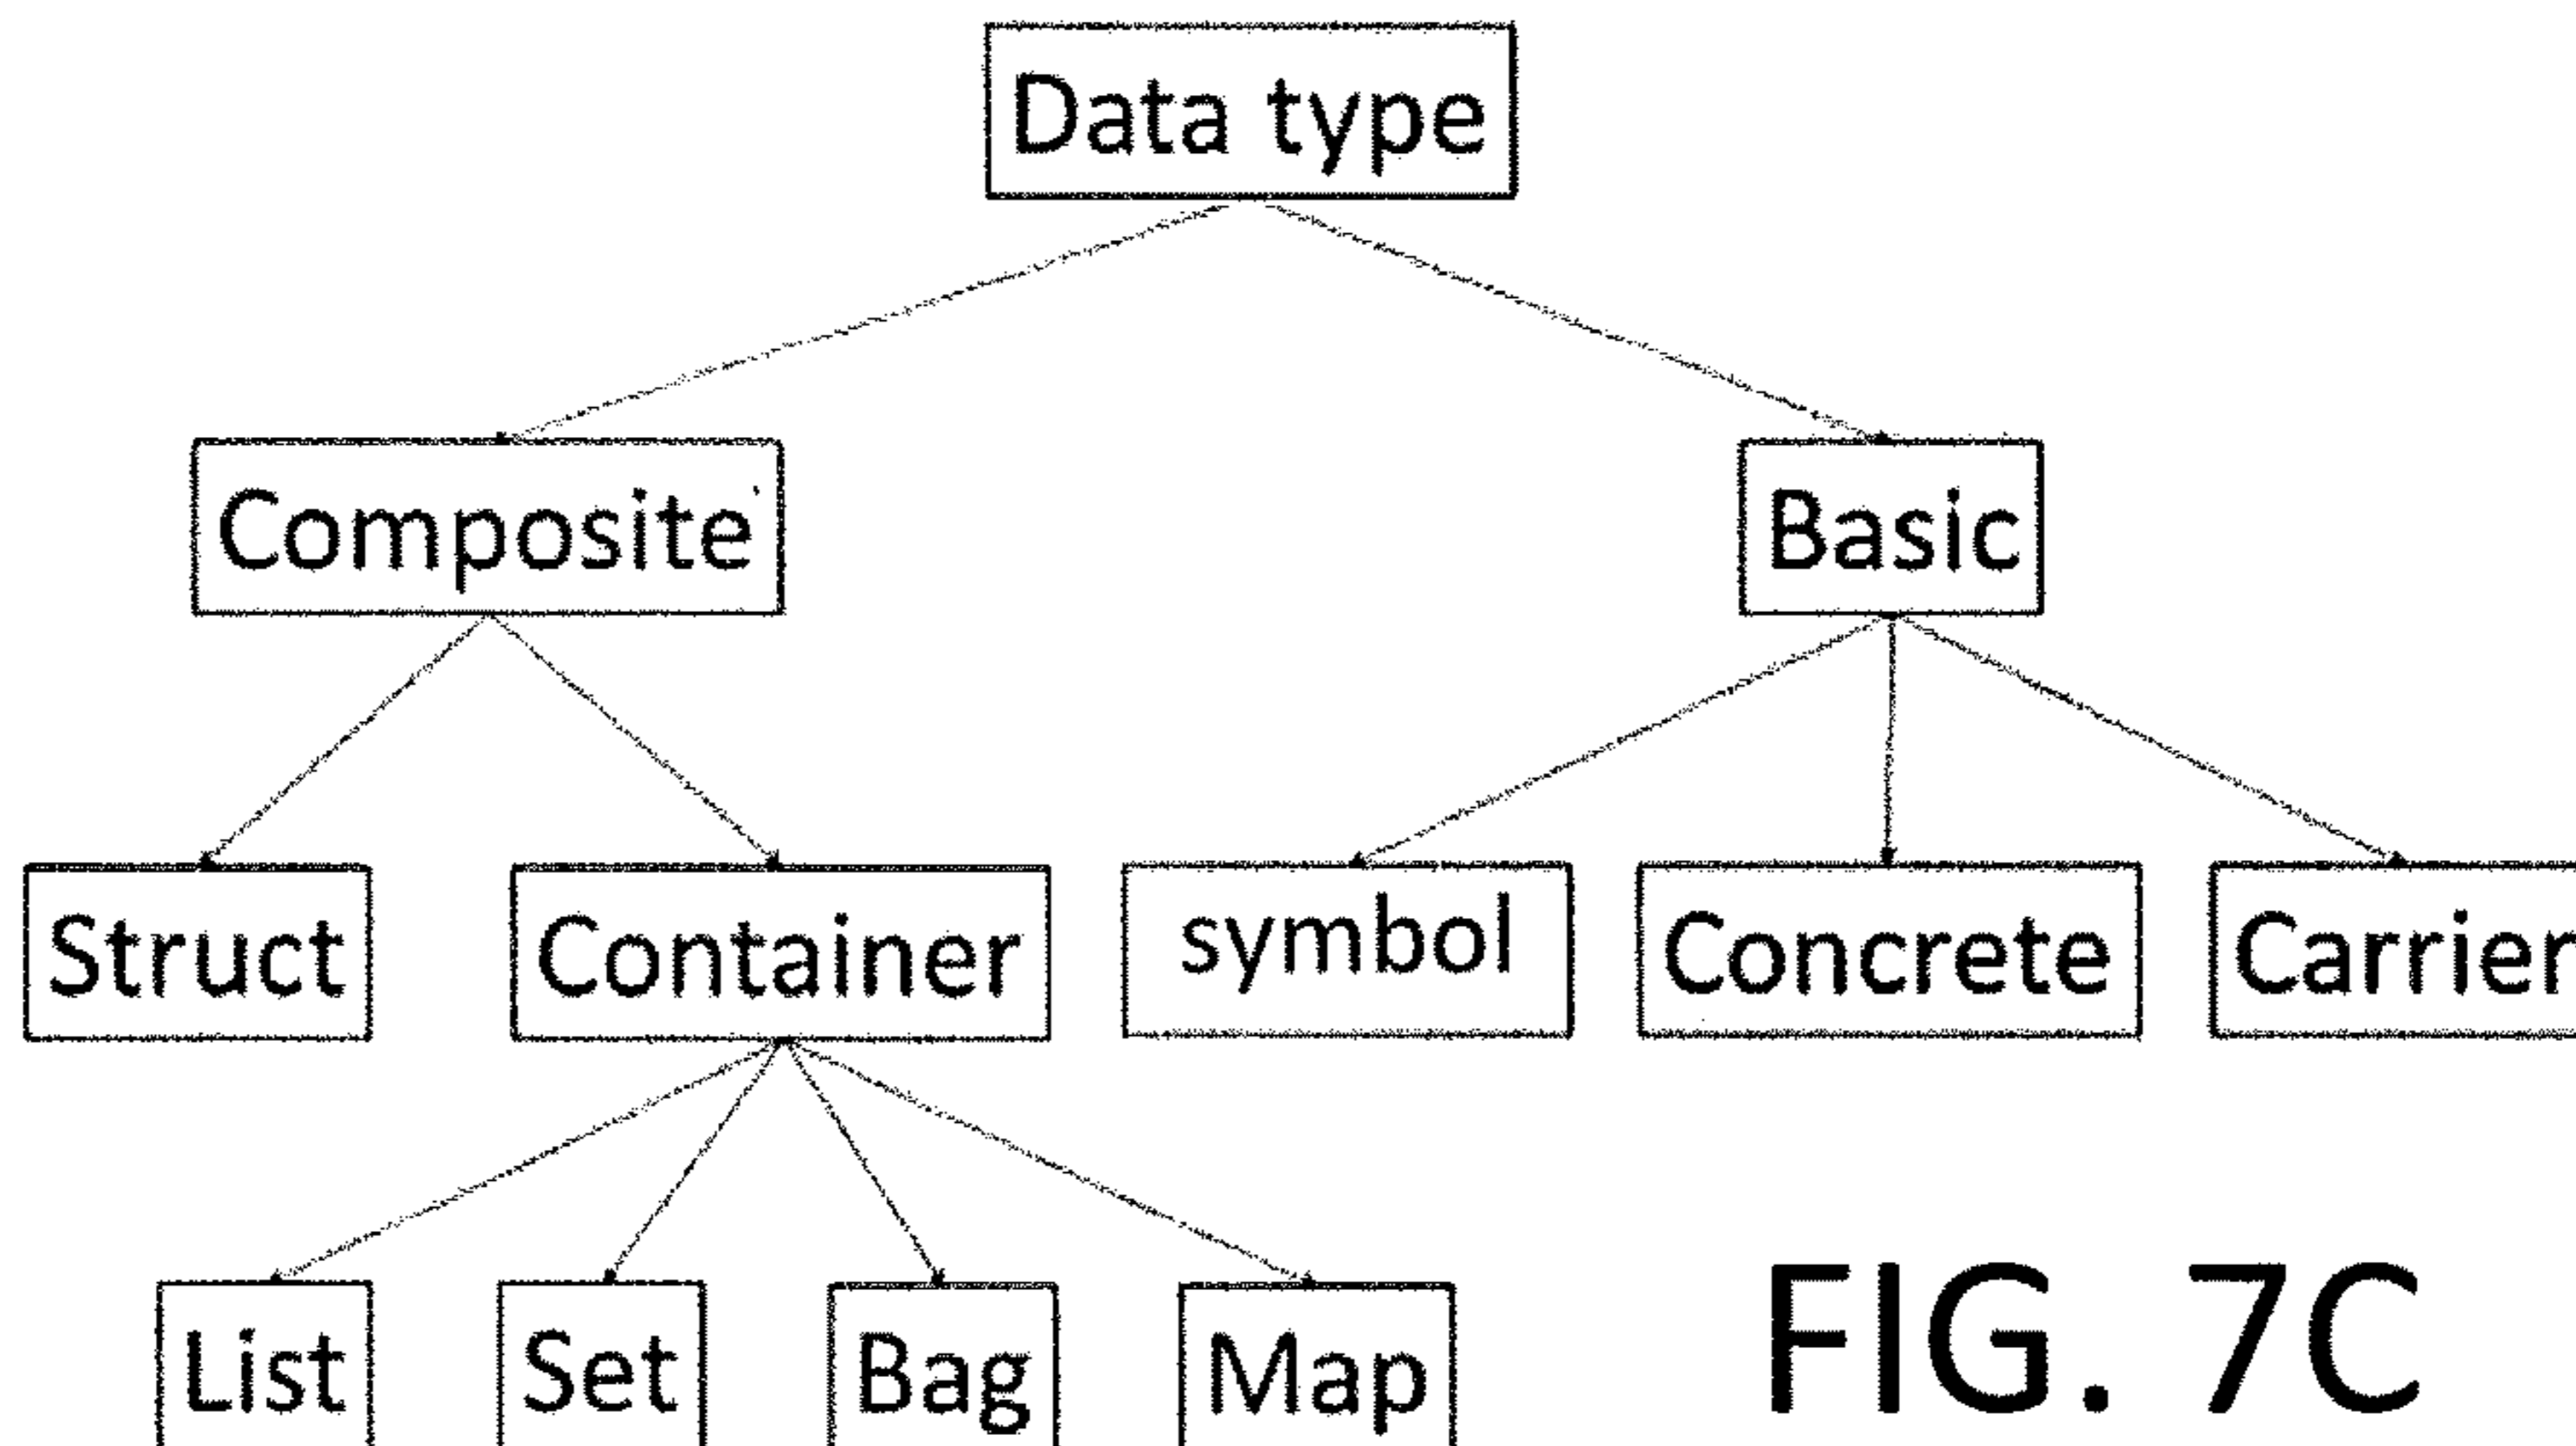 Data type
Composite
Basic
Struct
Container
symbol
Concrete
Carrier
List
Set
Bag
Map
FIG. 7C